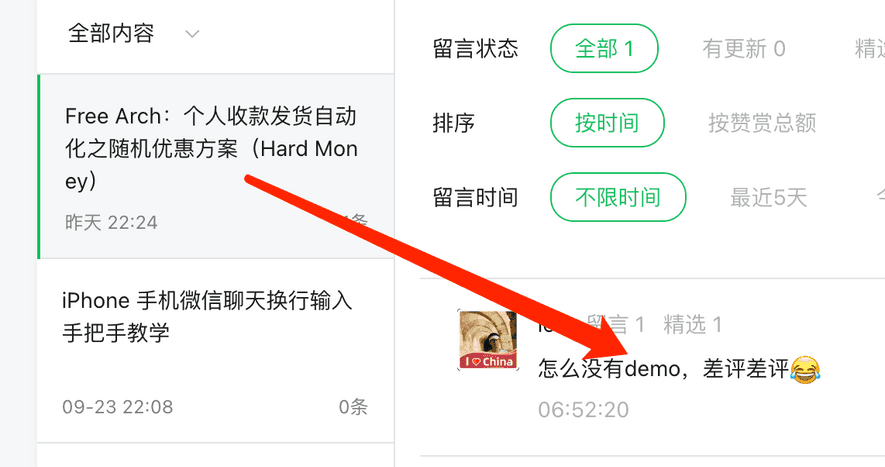 全部内容
Free Arch：个人收款发货自动
化之随机优惠方案（Hard Mon
ey）
昨天 22:24
条
iPhone 手机微信聊天换行输入
手把手教学
09-23 22:08
0条
留言状态 全部 1 有更新 0
排序 按时间 按赞赏总额
留言时间 不限时间 最近5天
留言 1 精选 1
怎么没有demo，差评差评😂
06:52:20
I China